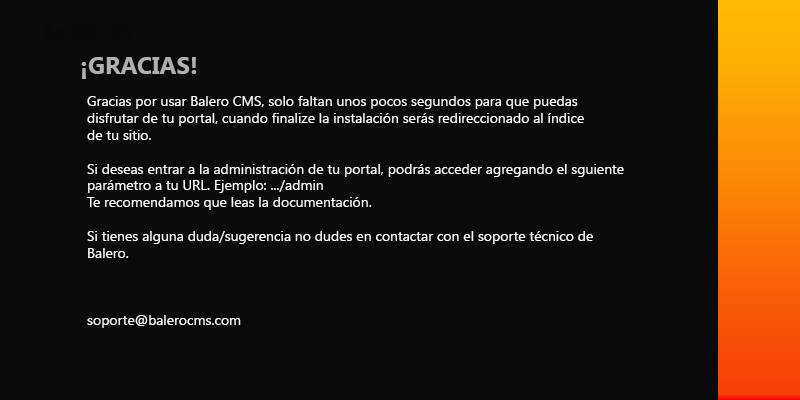 ¡GRACIAS!
Gracias por usar Balero CMS, solo faltan unos pocos segundos para que puedas
disfrutar de tu portal, cuando finalize la instalación serás redireccionado al índice
de tu sitio.
Si deseas entrar a la administración de tu portal, podrás acceder agregando el sguiente
parámetro a tu URL. Ejemplo: .../admin
Te recomendamos que leas la documentación.
Si tienes alguna duda/sugerencia no dudes en contactar con el soporte técnico de
Balero.
soporte@balerocms.com